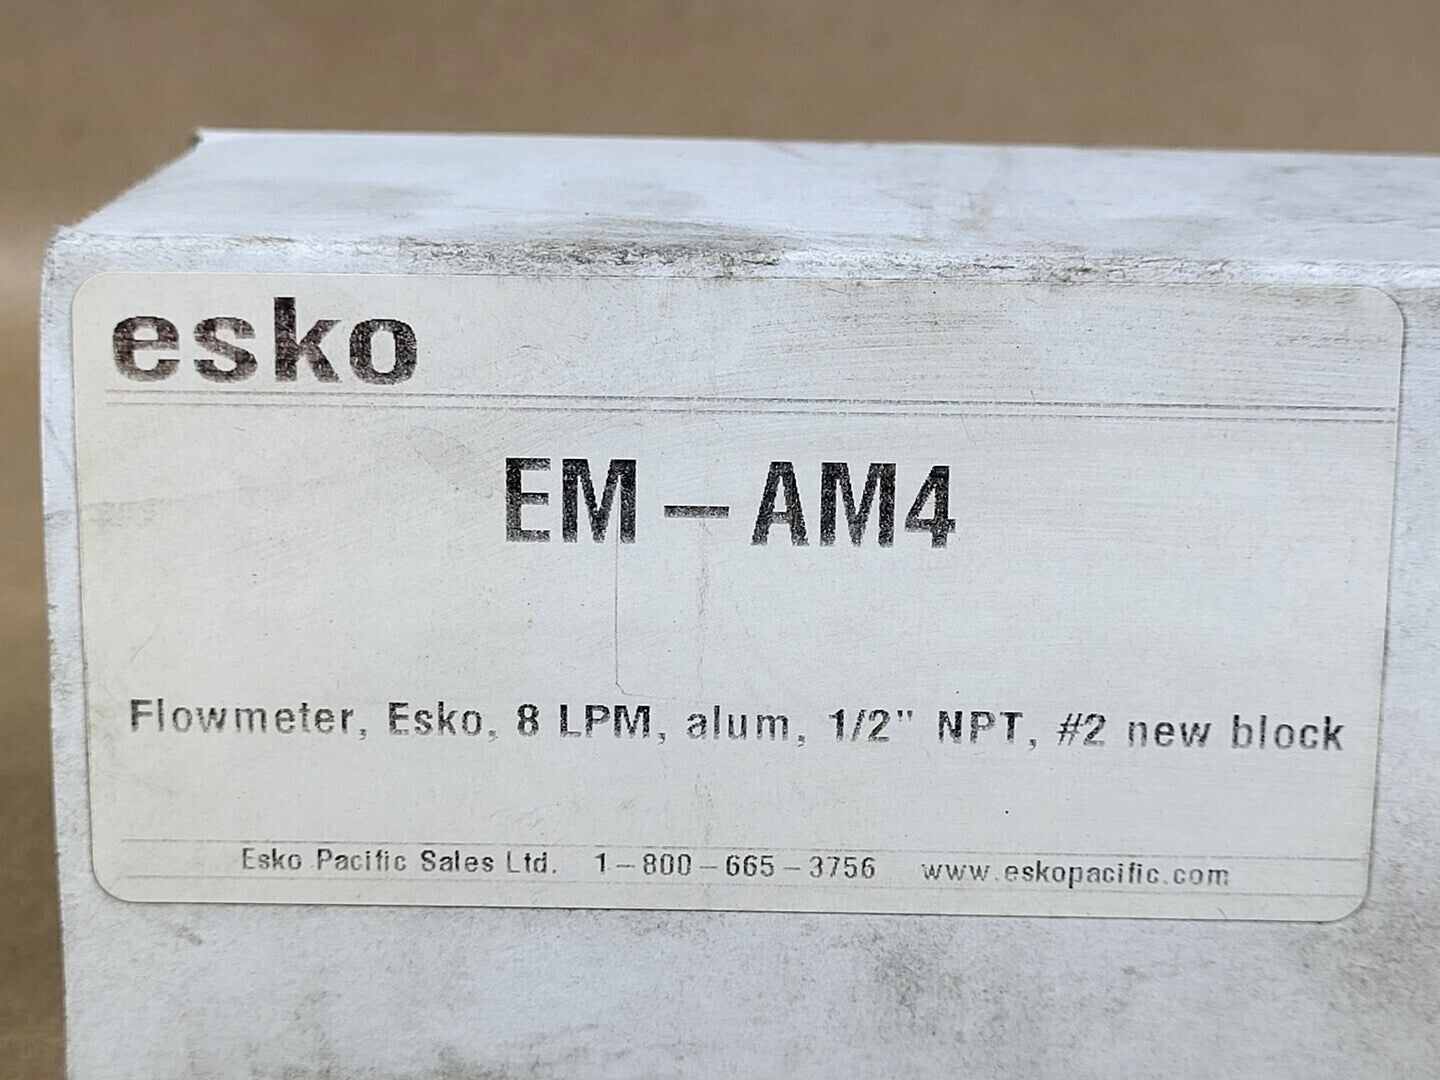 esko
EM-AM4
Flowmeter, Esko, 8 LPM, alum, 1/2" NPT, #2 new block
Esko Pacific Sales Ltd. 1-800-665-3756 www.eskopacific.com